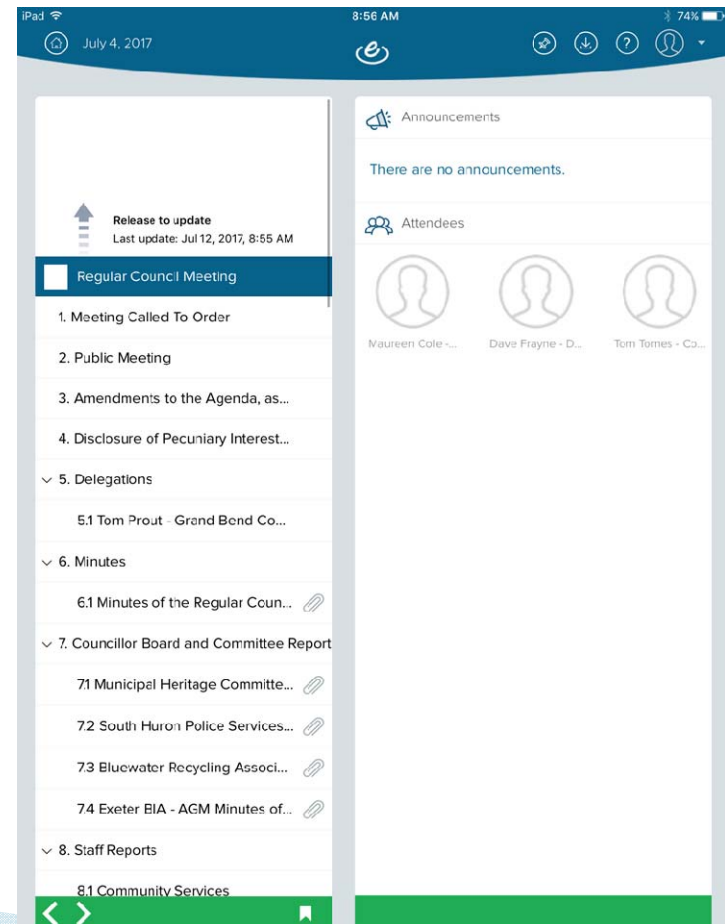 iPad 8:56 AM 74%
July 4, 2017 e ?
Release to update
Last update: Jul 12, 2017, 8:55 AM
Regular Council Meeting
1. Meeting Called To Order
2. Public Meeting
3. Amendments to the Agenda, as...
4. Disclosure of Pecuniary Interest...
5. Delegations
5.1 Tom Prout - Grand Bend Co...
6. Minutes
6.1 Minutes of the Regular Coun...
7. Councillor Board and Committee Report
7.1 Municipal Heritage Committe...
7.2 South Huron Police Services...
7.3 Bluewater Recycling Associ...
7.4 Exeter BIA - AGM Minutes of...
8. Staff Reports
8.1 Community Services
Announcements
There are no announcements.
Attendees
Maureen Cole -... Dave Frayne - D... Tom Tomes - Co...